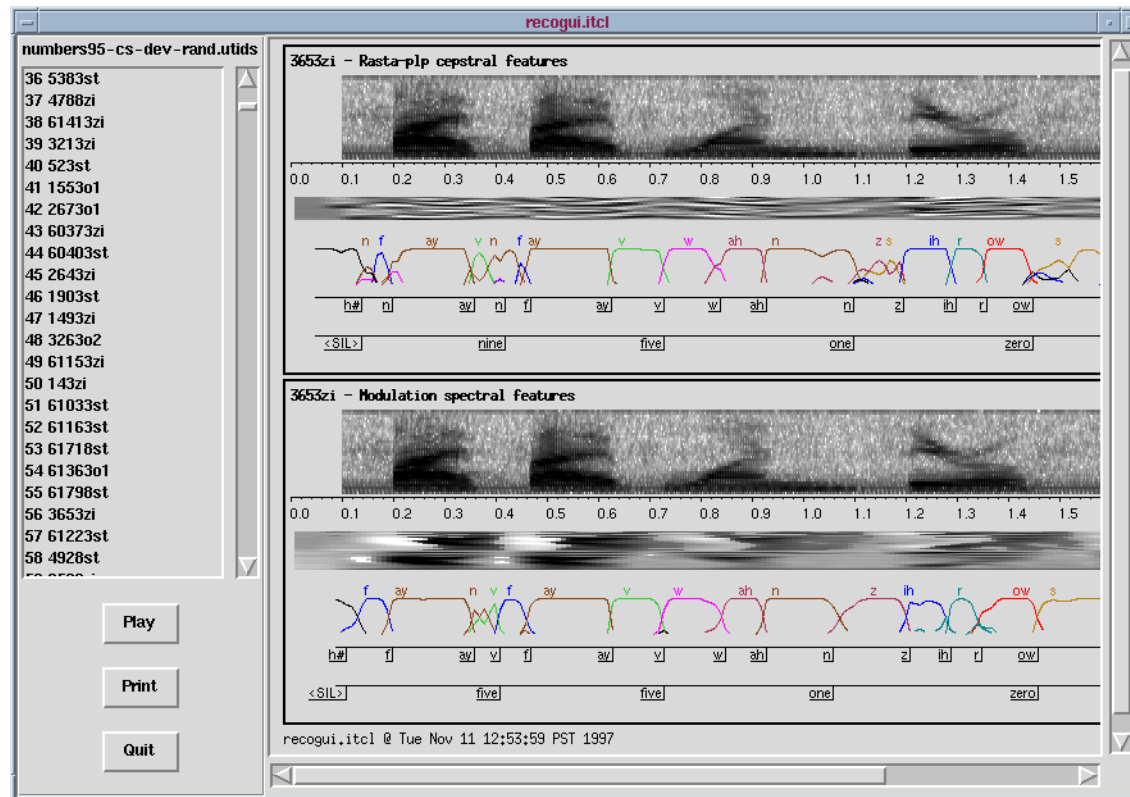 recogui.itcl
numbers95-cs-dev-rand.utids
36 5383st
37 4788zi
38 61413zi
39 3213zi
40 523st
41 1553o1
42 2673o1
43 60373zi
44 60403st
45 2643zi
46 1903st
47 1493zi
48 3263o2
49 61153zi
50 143zi
51 61033st
52 61163st
53 61718st
54 61363o1
55 61798st
56 3653zi
57 61223st
58 4928st
Play
Print
Quit
3653zi - Rasta-plp cepstral features
0.0 0.1 0.2 0.3 0.4 0.5 0.6 0.7 0.8 0.9 1.0 1.1 1.2 1.3 1.4 1.5
n f ay v n f ay v w ah n z s ih r ow s
h# n ay n f ay v w ah n z ih r ow
<SIL> nine five one zero
3653zi - Modulation spectral features
0.0 0.1 0.2 0.3 0.4 0.5 0.6 0.7 0.8 0.9 1.0 1.1 1.2 1.3 1.4 1.5
f ay n v f ay v w ah n z ih r ow s
h# f ay v f ay v w ah n z ih r ow
<SIL> five five one zero
recogui.itcl @ Tue Nov 11 12:53:59 PST 1997